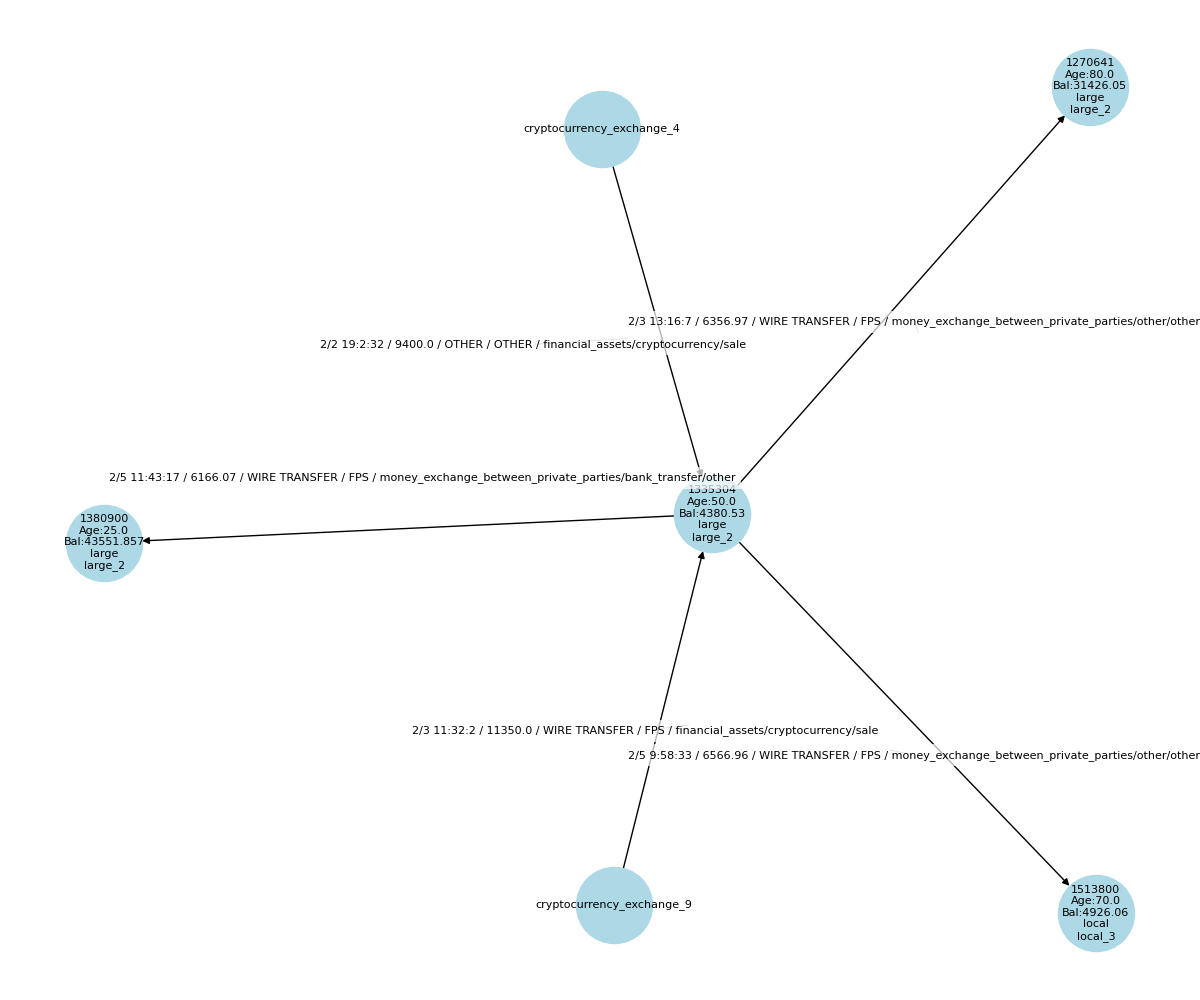 1270641
Age:80.0
Bal:31426.05
large
large_2
cryptocurrency_exchange_4
2/3 13:16:7 / 6356.97 / WIRE TRANSFER / FPS / money_exchange_between_private_parties/other/other
2/2 19:2:32 / 9400.0 / OTHER / OTHER / financial_assets/cryptocurrency/sale
2/5 11:43:17 / 6166.07 / WIRE TRANSFER / FPS / money_exchange_between_private_parties/bank_transfer/other
1335304
Age:50.0
Bal:4380.53
large
large_2
1380900
Age:25.0
Bal:43551.857
large
large_2
2/3 11:32:2 / 11350.0 / WIRE TRANSFER / FPS / financial_assets/cryptocurrency/sale
2/5 9:58:33 / 6566.96 / WIRE TRANSFER / FPS / money_exchange_between_private_parties/other/other
cryptocurrency_exchange_9
1513800
Age:70.0
Bal:4926.06
local
local_3